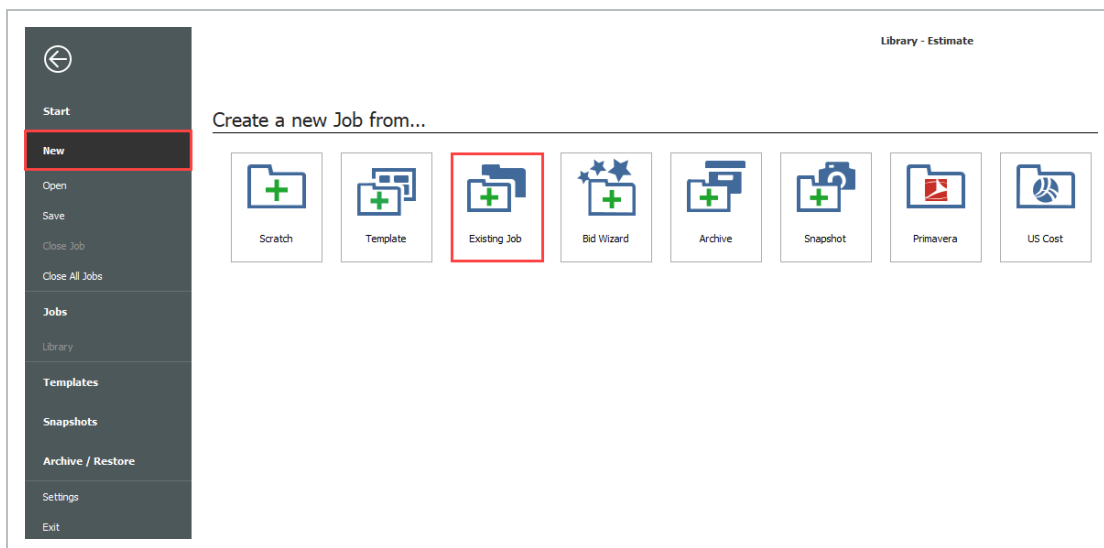 Library - Estimate
Start
New
Open
Save
Close Job
Close All Jobs
Jobs
Library
Templates
Snapshots
Archive / Restore
Settings
Exit
Create a new Job from...
Scratch
Template
Existing Job
Bid Wizard
Archive
Snapshot
Primavera
US Cost